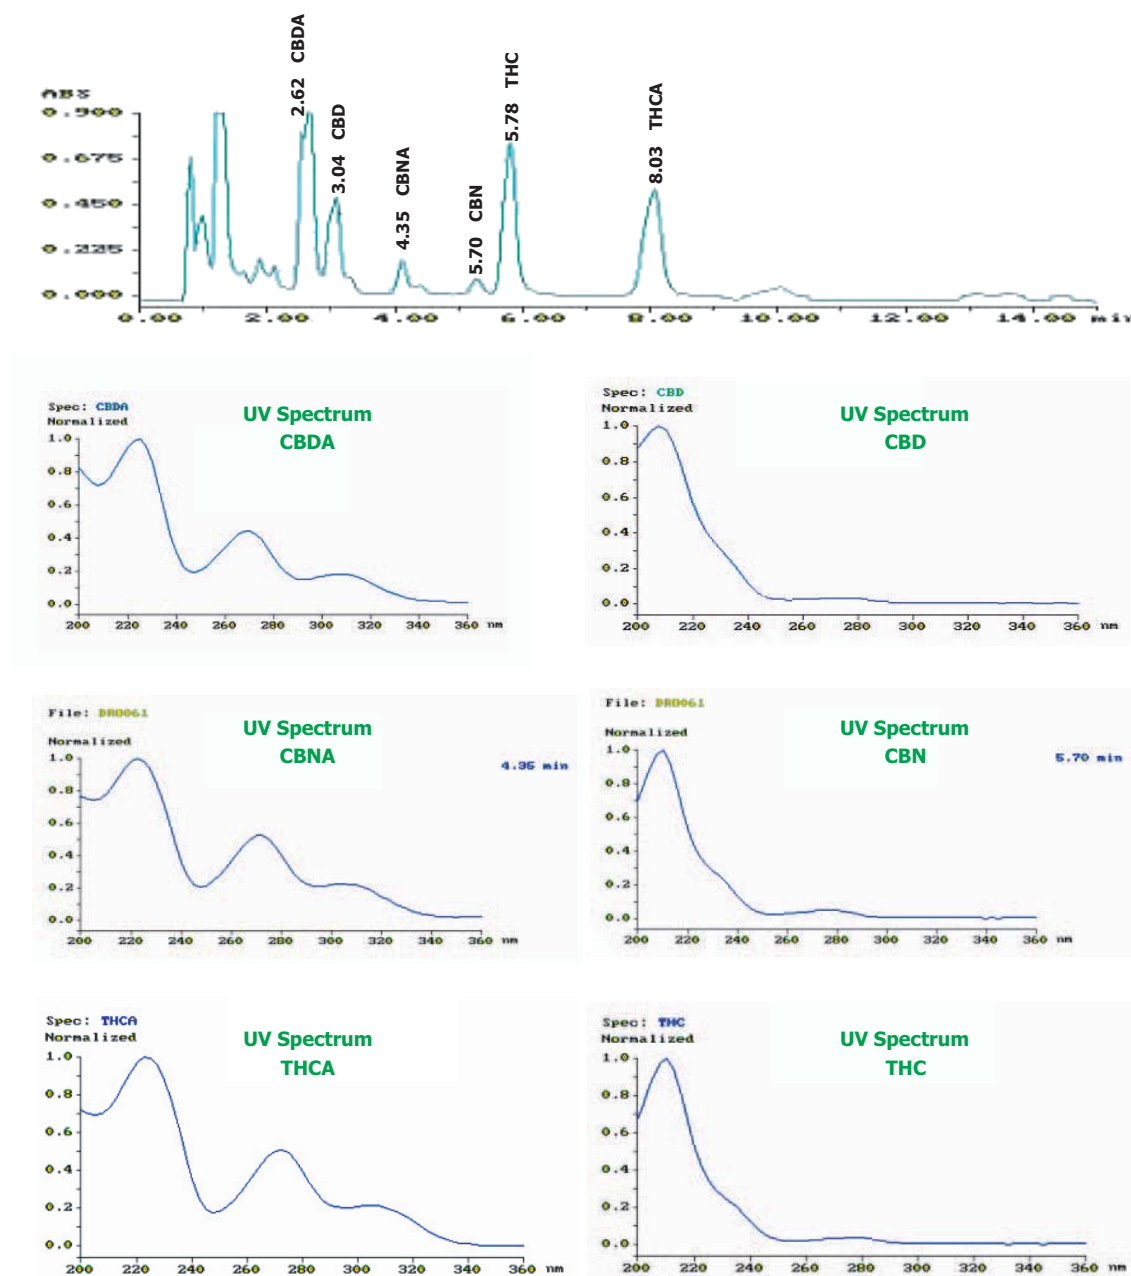 2.62 CBDA
3.04 CBD
4.35 CBNA
5.70 CBN
5.78 THC
8.03 THCA
ABS
0.900
0.675
0.450
0.225
0.000
0.00 2.00 4.00 6.00 8.00 10.00 12.00 14.00 min
Spec: CBDA
Normalized
UV Spectrum
CBDA
1.0
0.8
0.6
0.4
0.2
0.0
200 220 240 260 280 300 320 340 360 nm
Spec: CBD
Normalized
UV Spectrum
CBD
1.0
0.8
0.6
0.4
0.2
0.0
200 220 240 260 280 300 320 340 360 nm
File: BR0061
Normalized
UV Spectrum
CBNA
4.35 min
1.0
0.8
0.6
0.4
0.2
0.0
200 220 240 260 280 300 320 340 360 nm
File: BR0061
Normalized
UV Spectrum
CBN
5.70 min
1.0
0.8
0.6
0.4
0.2
0.0
200 220 240 260 280 300 320 340 360 nm
Spec: THCA
Normalized
UV Spectrum
THCA
1.0
0.8
0.6
0.4
0.2
0.0
200 220 240 260 280 300 320 340 360 nm
Spec: THC
Normalized
UV Spectrum
THC
1.0
0.8
0.6
0.4
0.2
0.0
200 220 240 260 280 300 320 340 360 nm